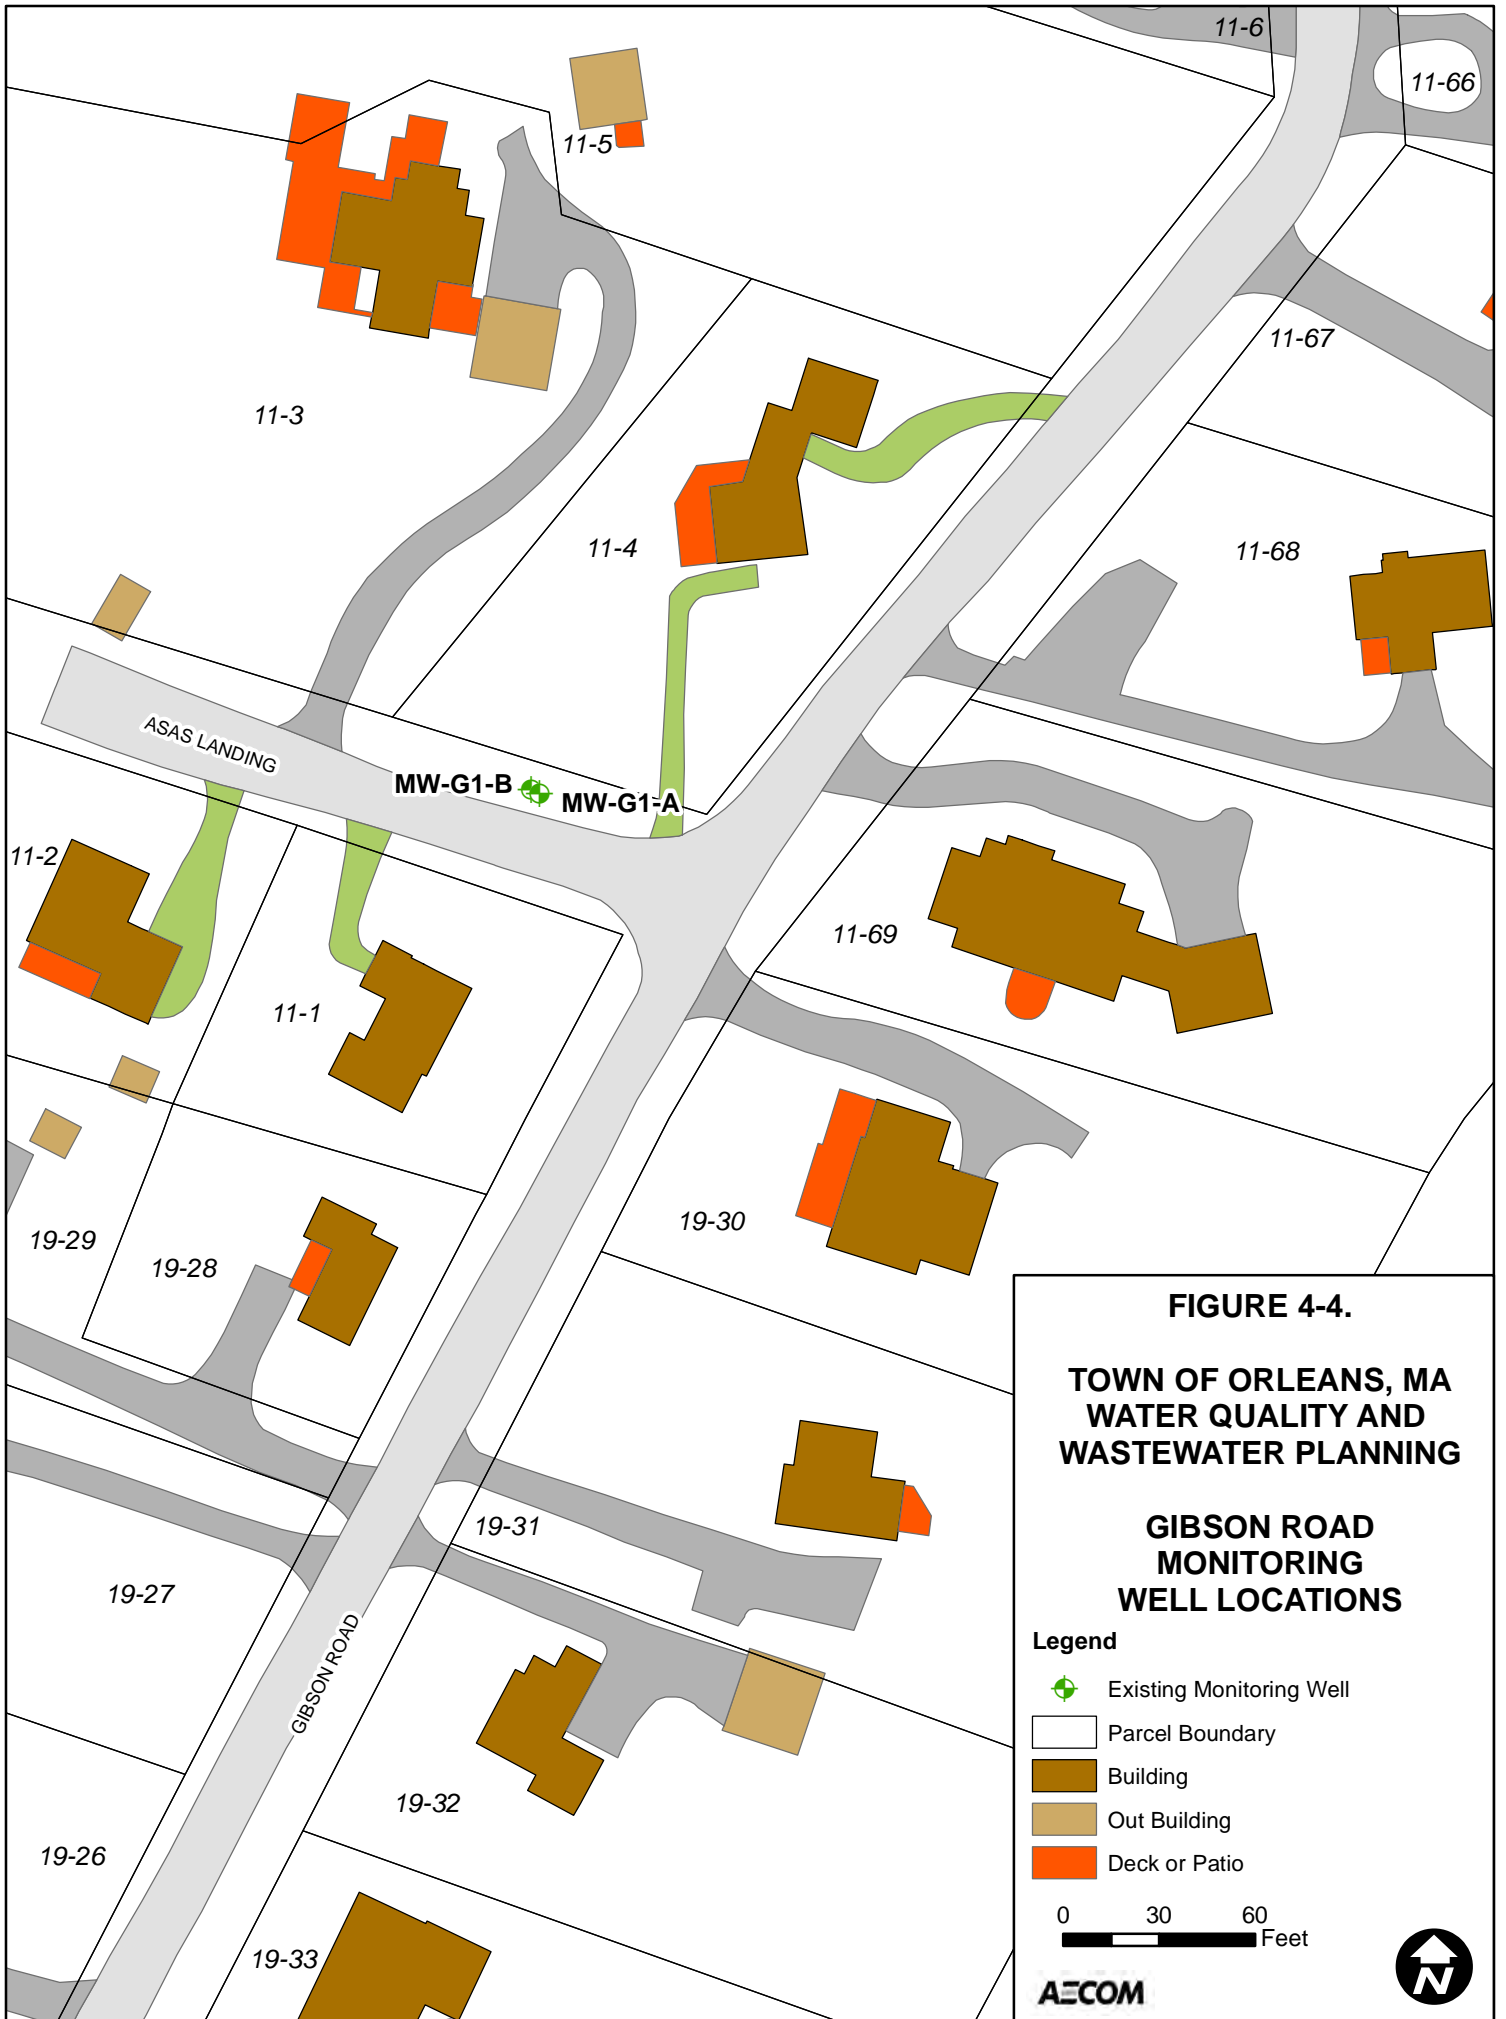 11-6
11-66
11-5
11-67
11-3
11-4
11-68
ASAS LANDING
MW-G1-B
MW-G1-A
11-2
11-69
11-1
19-30
19-29
19-28
19-31
19-27
GIBSON ROAD
19-32
19-26
19-33
FIGURE 4-4.
TOWN OF ORLEANS, MA
WATER QUALITY AND
WASTEWATER PLANNING
GIBSON ROAD
MONITORING
WELL LOCATIONS
Legend
Existing Monitoring Well
Parcel Boundary
Building
Out Building
Deck or Patio
0 30 60
Feet
AECOM
N